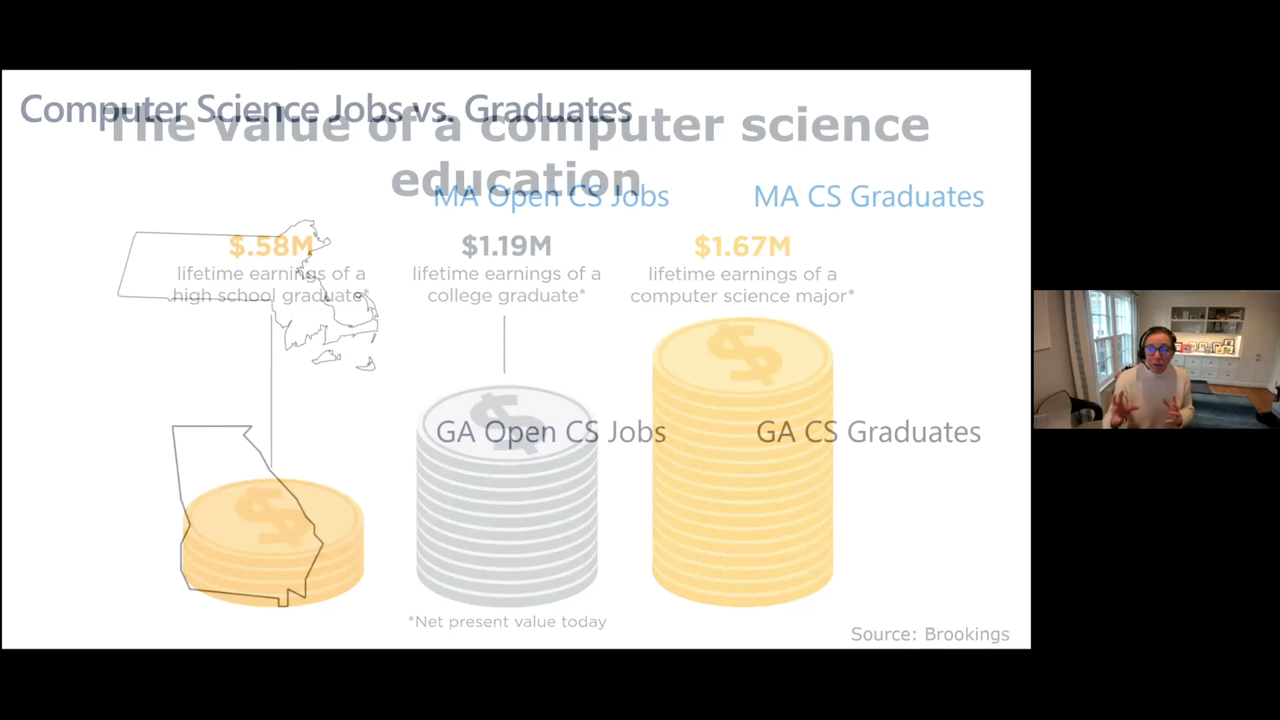 Computer Science Jobs vs. Graduates
The value of a computer science
education
MA Open CS Jobs
MA CS Graduates
$.58M
lifetime earnings of a
high school graduate*
$1.19M
lifetime earnings of a
college graduate*
$1.67M
lifetime earnings of a
computer science major*
GA Open CS Jobs
GA CS Graduates
*Net present value today
Source: Brookings